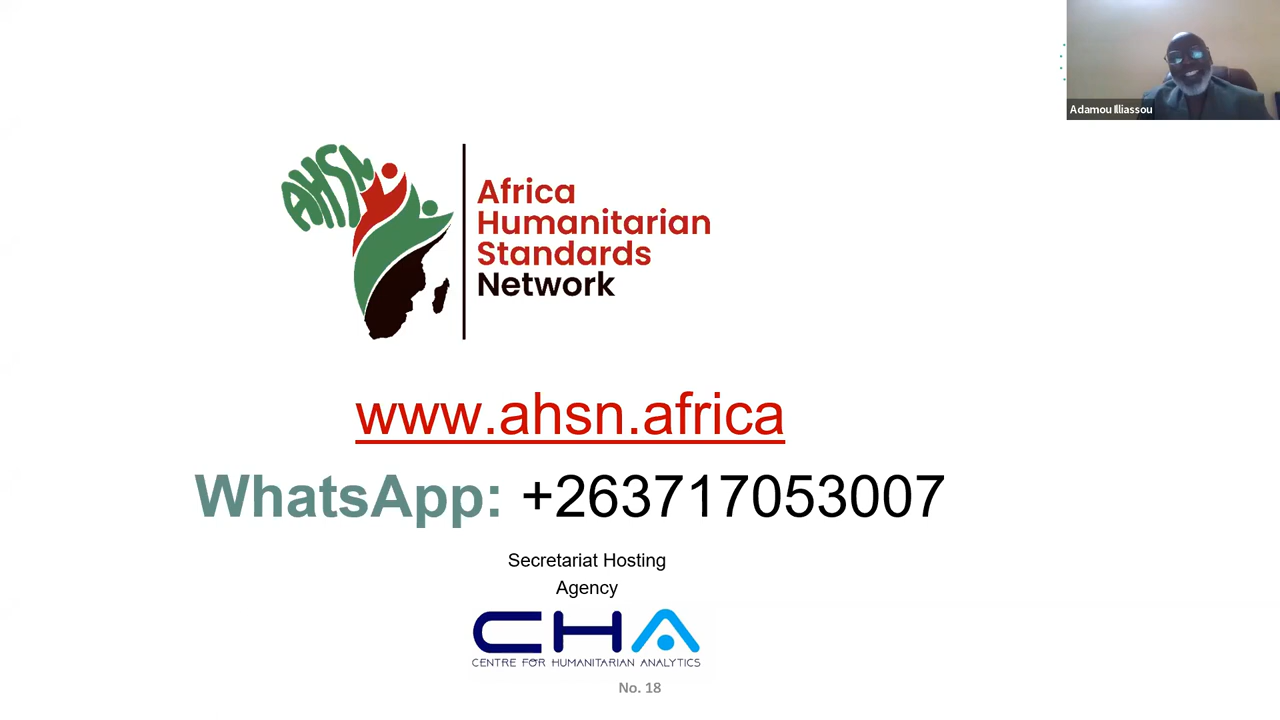 Adamou Illiassou
AHSN
Africa
Humanitarian
Standards
Network
www.ahsn.africa
WhatsApp: +263717053007
Secretariat Hosting
Agency
CHA
CENTRE FOR HUMANITARIAN ANALYTICS
No. 18